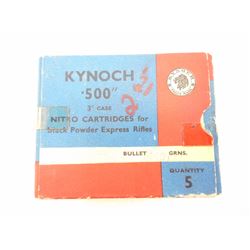 KYNOCH
·500"
3" CASE
NITRO CARTRIDGES for
Black Powder Express Rifles
BULLET GRNS.
QUANTITY
5